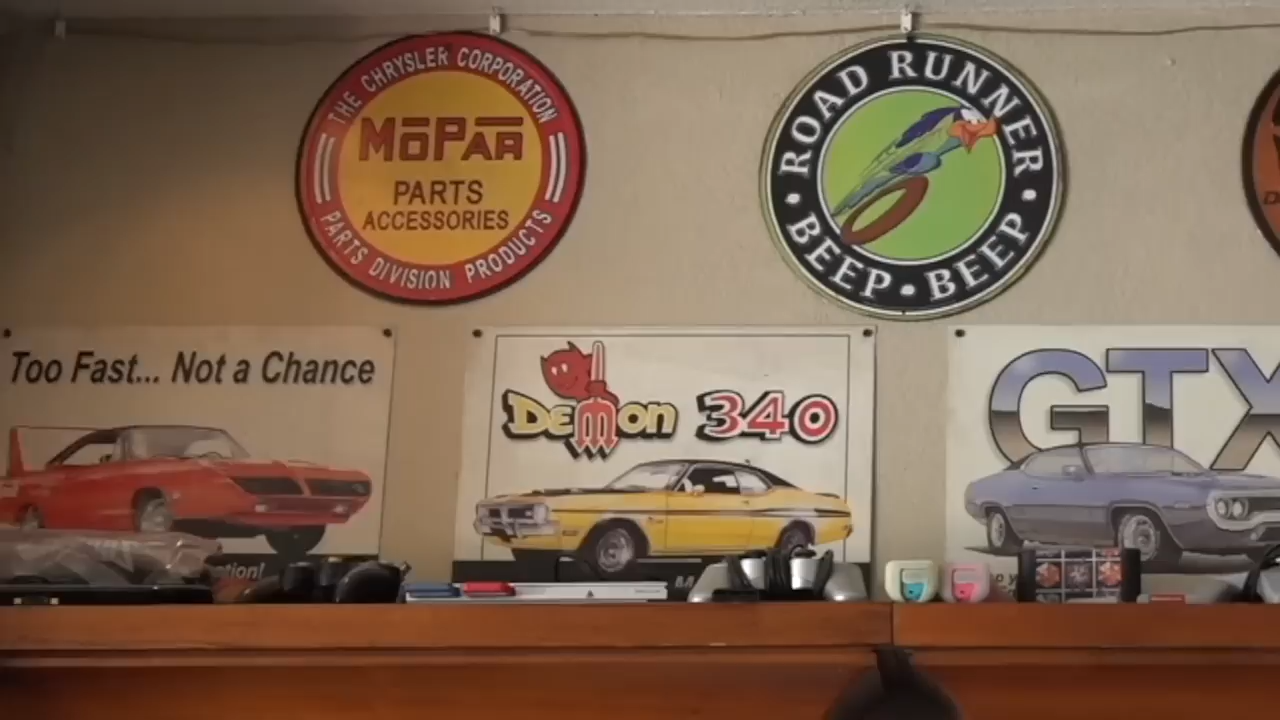 THE CHRYSLER CORPORATION
MOPAR
PARTS
ACCESSORIES
PARTS DIVISION PRODUCTS
ROAD RUNNER
BEEP • BEEP
Too Fast... Not a Chance
DEMON 340
GTX